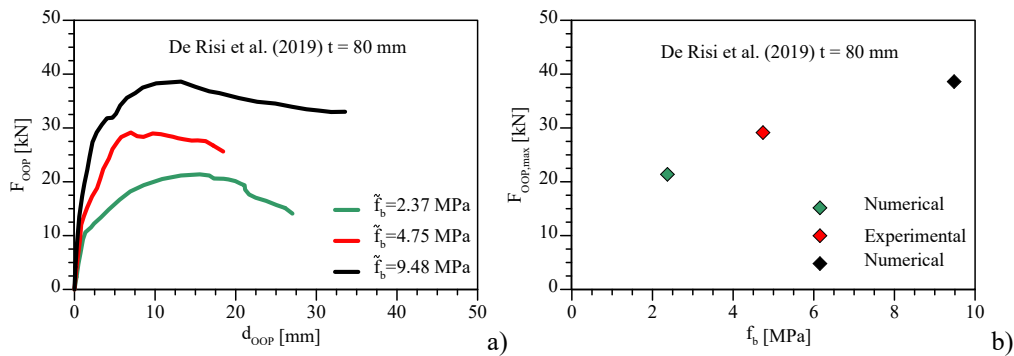 De Risi et al. (2019) t = 80 mm
F_OOP [kN]
50
40
30
20
10
0
f̃_b=2.37 MPa
f̃_b=4.75 MPa
f̃_b=9.48 MPa
0 10 20 30 40 50
d_OOP [mm]
a)
De Risi et al. (2019) t = 80 mm
F_OOP,max [kN]
50
40
30
20
10
0
Numerical
Experimental
Numerical
0 2 4 6 8 10
f_b [MPa]
b)